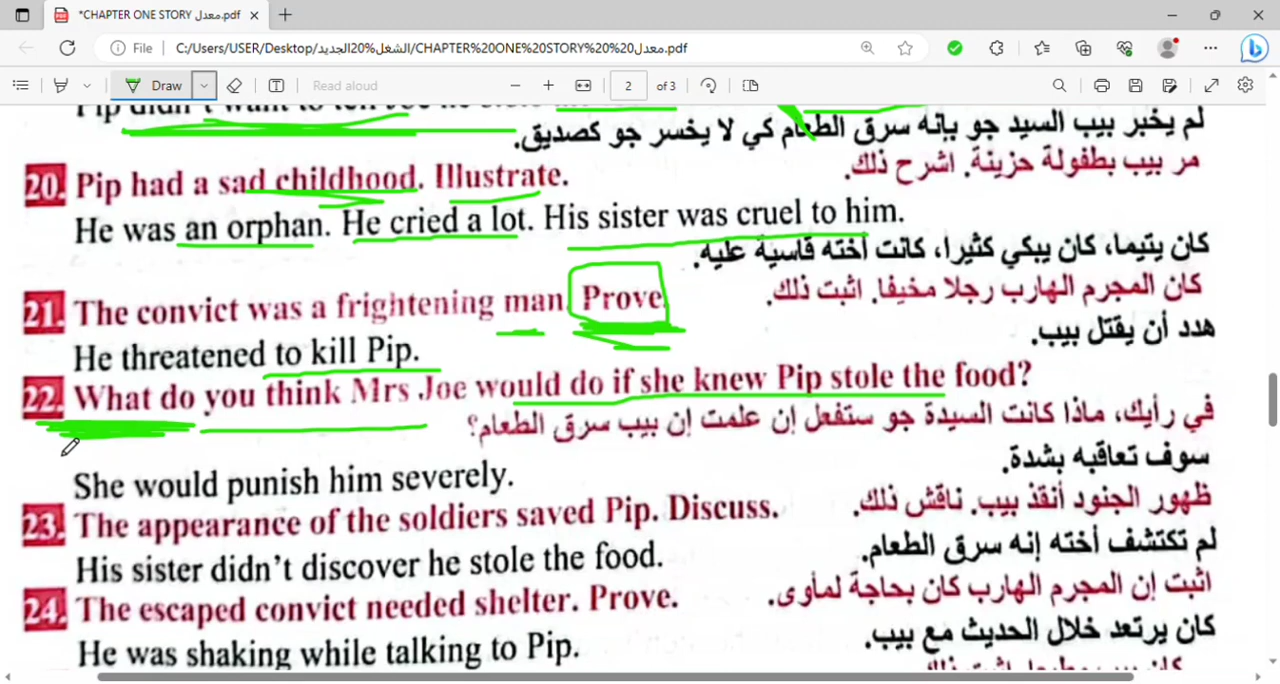 *CHAPTER ONE STORY معدل.pdf
File C:/Users/USER/Desktop/الشغل%20الجديد/CHAPTER%20ONE%20STORY%20%20معدل.pdf
Draw Read aloud 2 of 3
Pip didn't want to tell Joe he stole
لم يخبر بيب السيد جو بإنه سرق الطعام كي لا يخسر جو كصديق.
20. Pip had a sad childhood. Illustrate.
مر بيب بطفولة حزينة. اشرح ذلك.
He was an orphan. He cried a lot. His sister was cruel to him.
كان يتيما، كان يبكي كثيرا، كانت أخته قاسية عليه.
21. The convict was a frightening man. Prove.
كان المجرم الهارب رجلا مخيفا. اثبت ذلك.
He threatened to kill Pip.
هدد أن يقتل بيب.
22. What do you think Mrs Joe would do if she knew Pip stole the food?
في رأيك، ماذا كانت السيدة جو ستفعل إن علمت إن بيب سرق الطعام؟
She would punish him severely.
سوف تعاقبه بشدة.
23. The appearance of the soldiers saved Pip. Discuss.
ظهور الجنود أنقذ بيب. ناقش ذلك.
His sister didn't discover he stole the food.
لم تكتشف أخته إنه سرق الطعام.
24. The escaped convict needed shelter. Prove.
اثبت إن المجرم الهارب كان بحاجة لمأوى.
He was shaking while talking to Pip.
كان يرتعد خلال الحديث مع بيب.